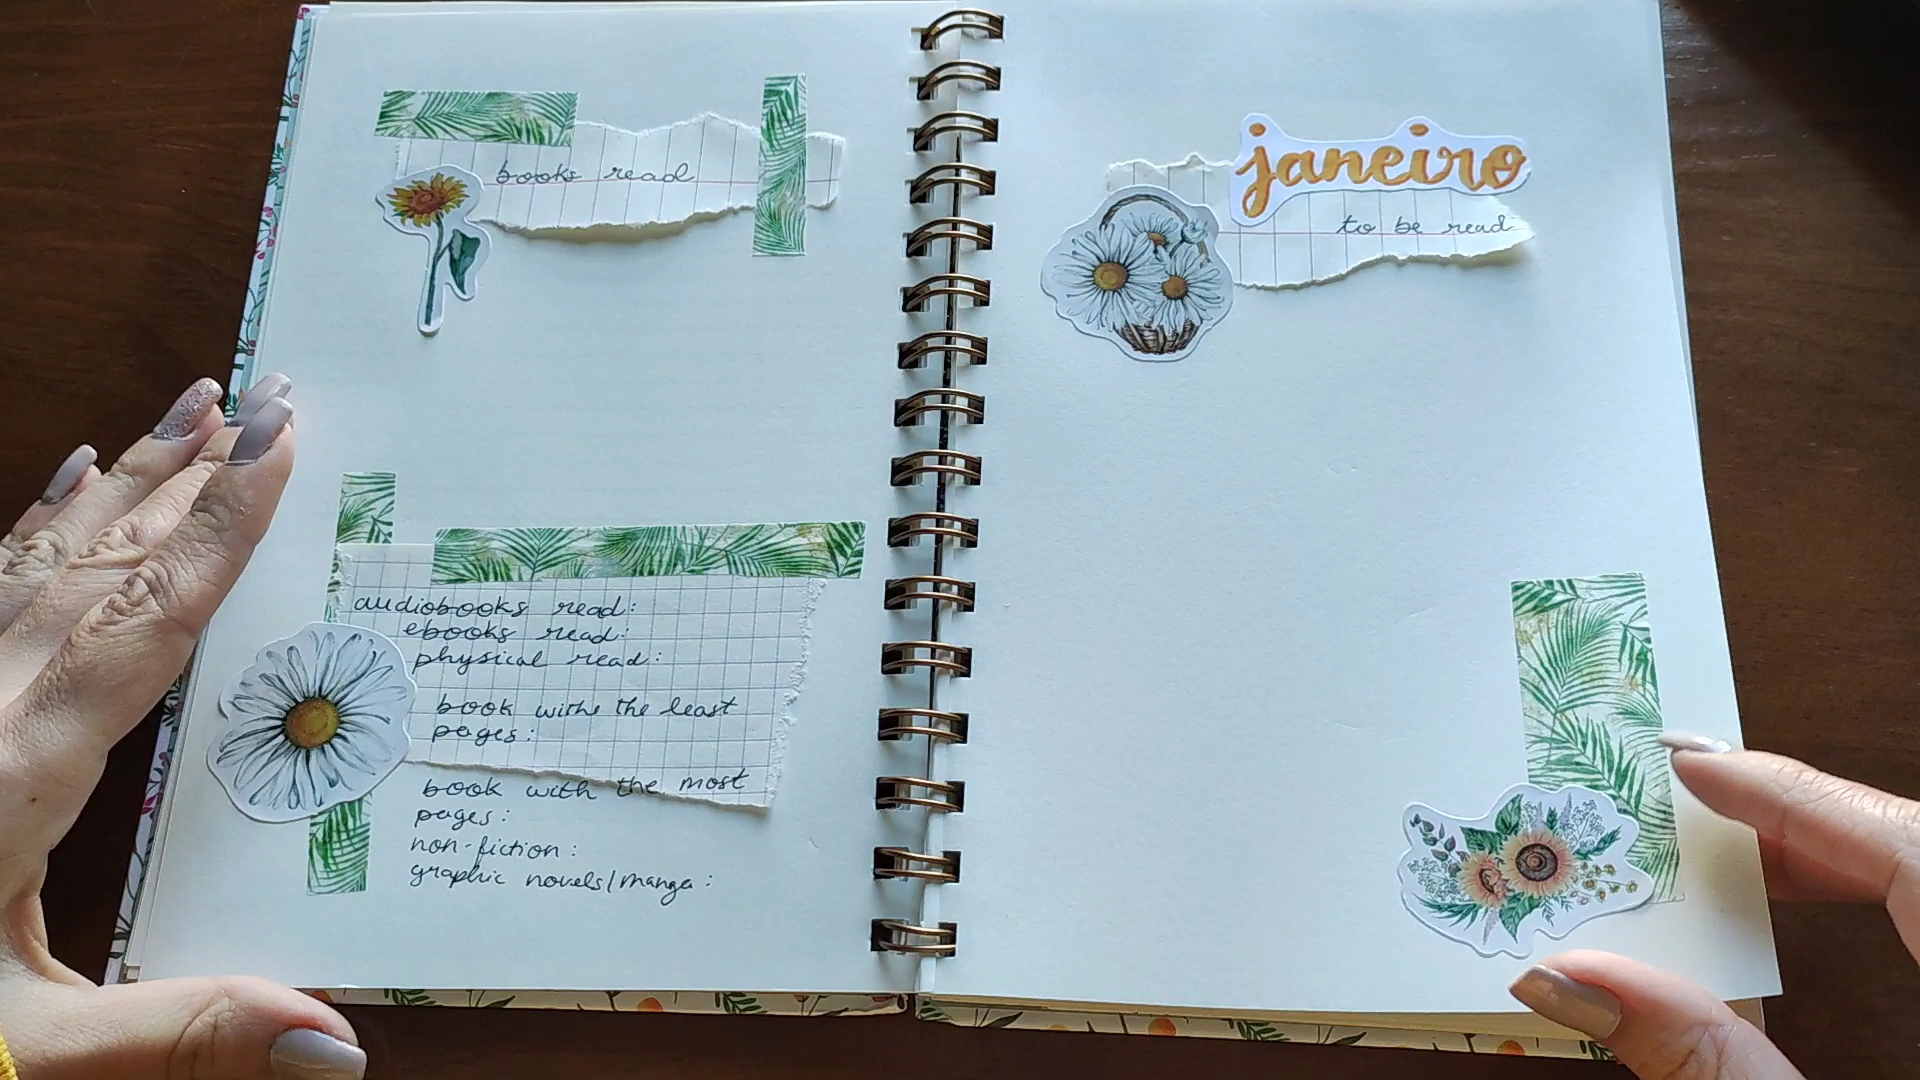 books read
audiobooks read:
ebooks read:
physical read:
book withe the least
pages:
book with the most
pages:
non-fiction:
graphic novels/manga:
janeiro
to be read